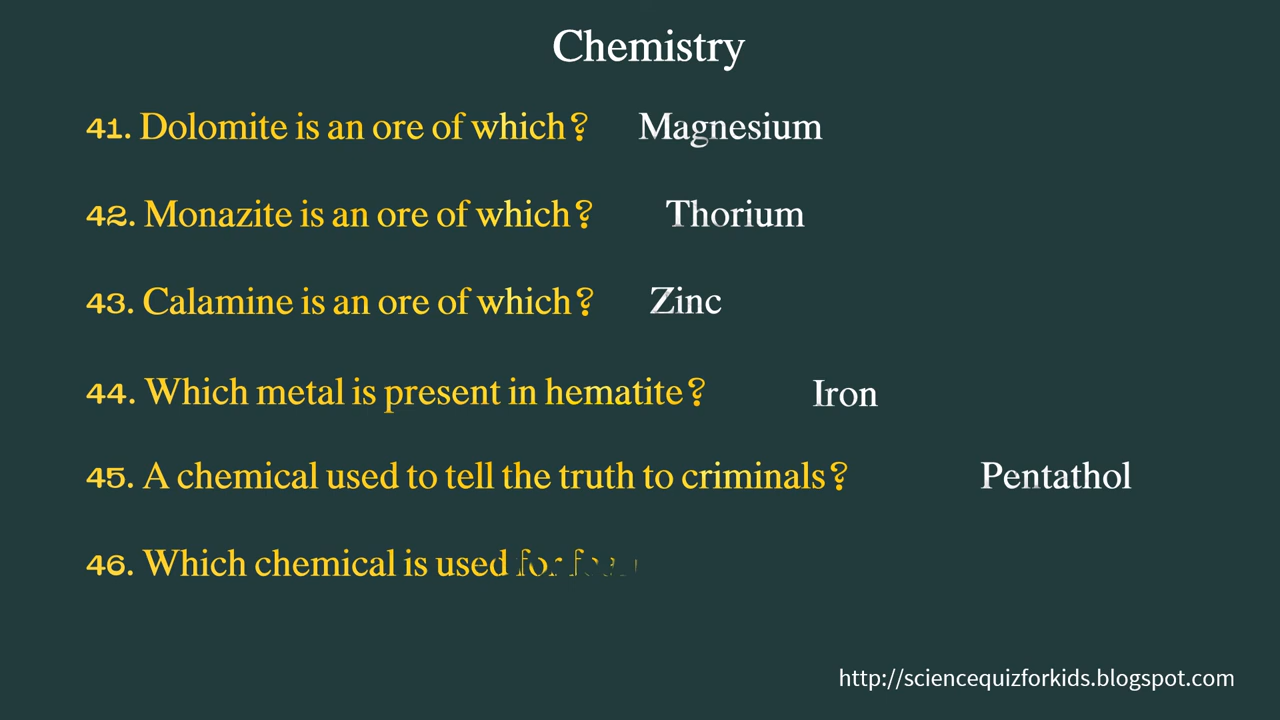 Chemistry
41. Dolomite is an ore of which? Magnesium
42. Monazite is an ore of which? Thorium
43. Calamine is an ore of which? Zinc
44. Which metal is present in hematite? Iron
45. A chemical used to tell the truth to criminals? Pentathol
46. Which chemical is used for
http://sciencequizforkids.blogspot.com